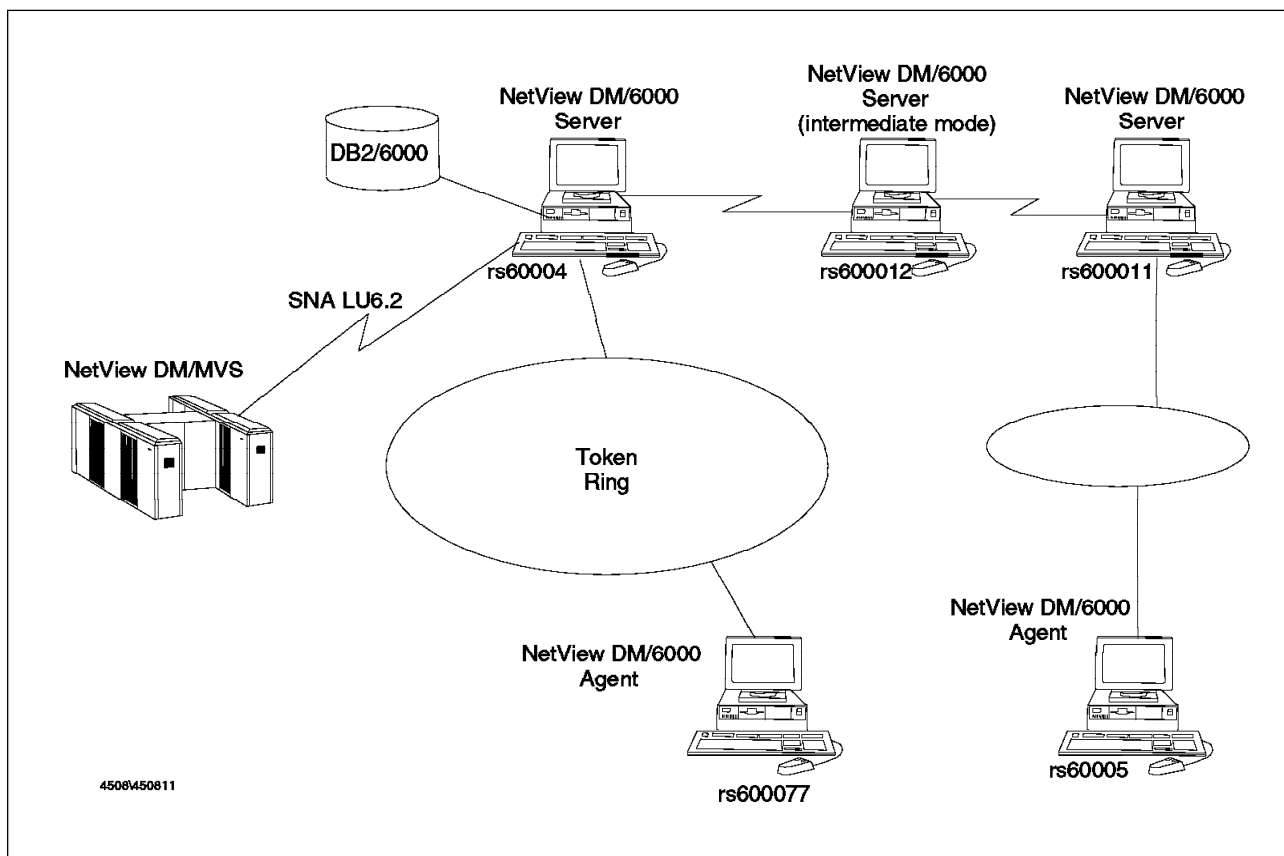 NetView DM/6000
Server
(intermediate mode)
NetView DM/6000
Server
NetView DM/6000
Server
DB2/6000
rs60004
rs600012
rs600011
SNA LU6.2
NetView DM/MVS
Token
Ring
NetView DM/6000
Agent
NetView DM/6000
Agent
rs60005
rs600077
4508\450811